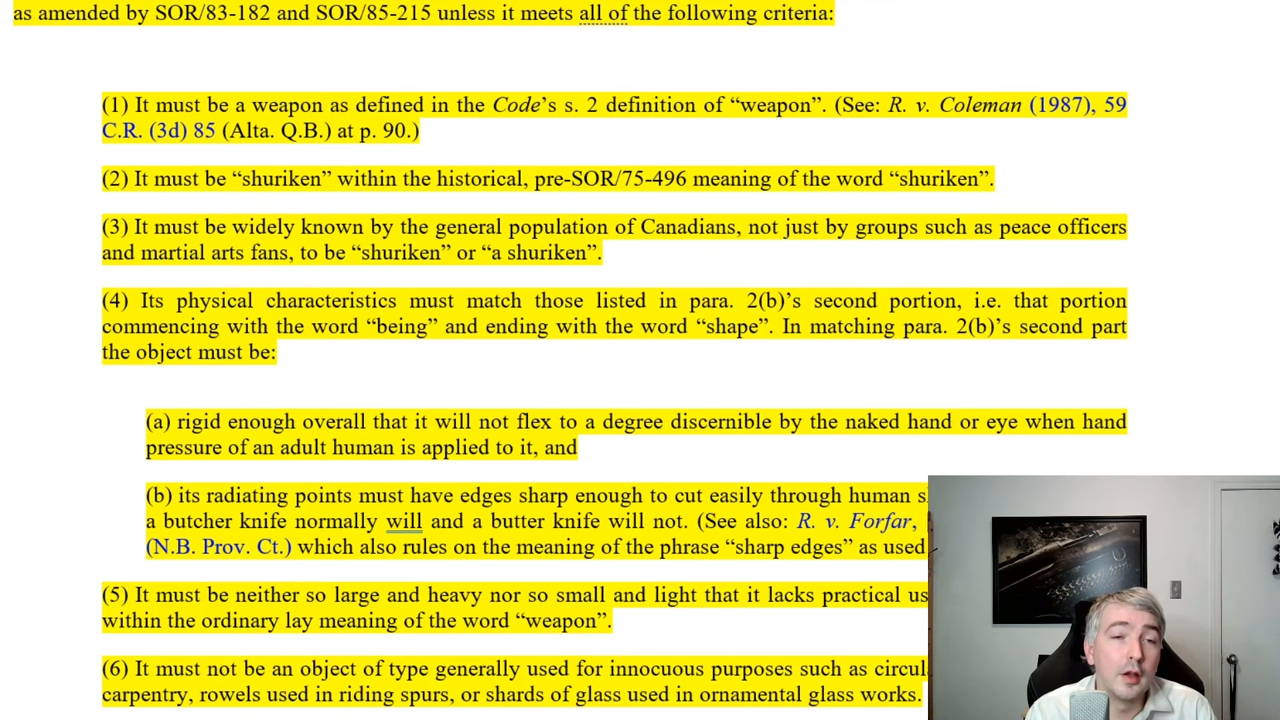 as amended by SOR/83-182 and SOR/85-215 unless it meets all of the following criteria:
(1) It must be a weapon as defined in the Code’s s. 2 definition of “weapon”. (See: R. v. Coleman (1987), 59
C.R. (3d) 85 (Alta. Q.B.) at p. 90.)
(2) It must be “shuriken” within the historical, pre-SOR/75-496 meaning of the word “shuriken”.
(3) It must be widely known by the general population of Canadians, not just by groups such as peace officers
and martial arts fans, to be “shuriken” or “a shuriken”.
(4) Its physical characteristics must match those listed in para. 2(b)’s second portion, i.e. that portion
commencing with the word “being” and ending with the word “shape”. In matching para. 2(b)’s second part
the object must be:
(a) rigid enough overall that it will not flex to a degree discernible by the naked hand or eye when hand
pressure of an adult human is applied to it, and
(b) its radiating points must have edges sharp enough to cut easily through human
a butcher knife normally will and a butter knife will not. (See also: R. v. Forfar,
(N.B. Prov. Ct.) which also rules on the meaning of the phrase “sharp edges” as used
(5) It must be neither so large and heavy nor so small and light that it lacks practical
within the ordinary lay meaning of the word “weapon”.
(6) It must not be an object of type generally used for innocuous purposes such as
carpentry, rowels used in riding spurs, or shards of glass used in ornamental glass works.